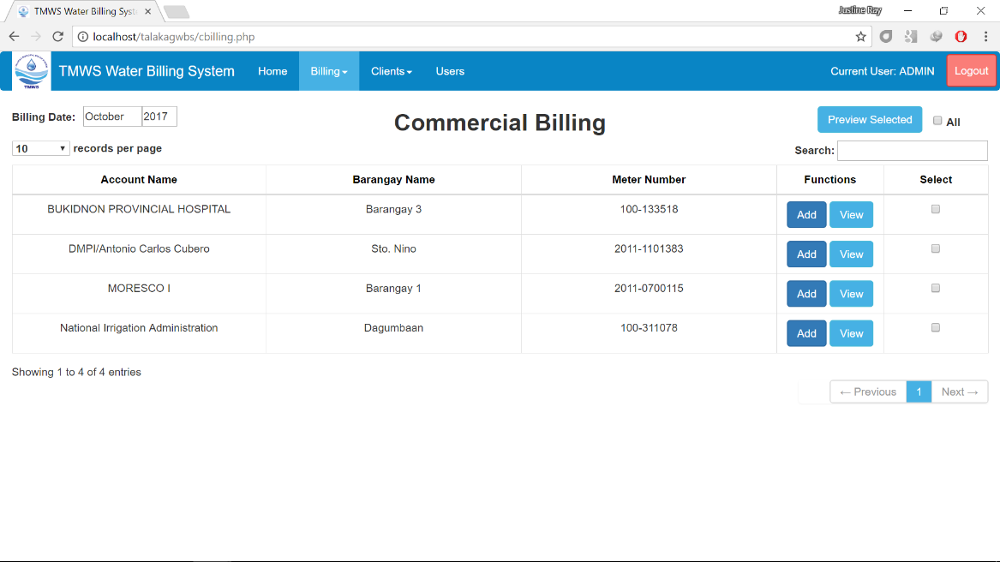 TMWS Water Billing Syst
Justine Ray
localhost/talakagwbs/cbilling.php
TMWS
TMWS Water Billing System Home Billing Clients Users Current User: ADMIN Logout
Billing Date: October 2017
Commercial Billing
Preview Selected All
10 records per page
Search:
Account Name Barangay Name Meter Number Functions Select
BUKIDNON PROVINCIAL HOSPITAL Barangay 3 100-133518 Add View
DMPI/Antonio Carlos Cubero Sto. Nino 2011-1101383 Add View
MORESCO I Barangay 1 2011-0700115 Add View
National Irrigation Administration Dagumbaan 100-311078 Add View
Showing 1 to 4 of 4 entries
← Previous 1 Next →